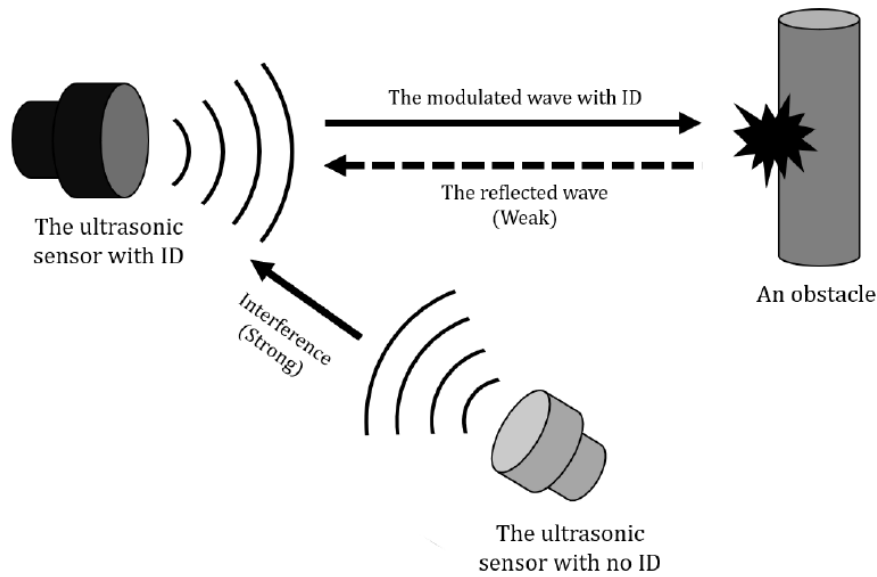 The modulated wave with ID
The reflected wave
(Weak)
The ultrasonic
sensor with ID
An obstacle
Interference
(Strong)
The ultrasonic
sensor with no ID